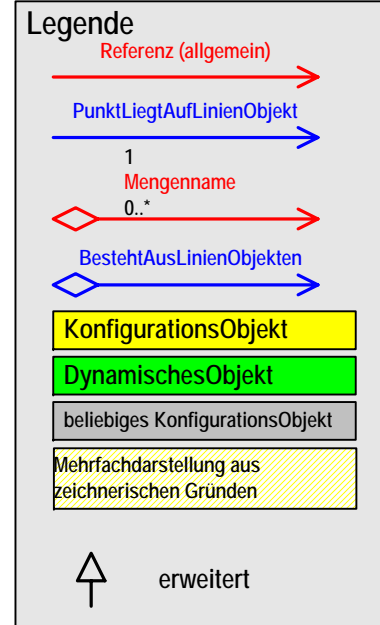 Legende
Referenz (allgemein)
PunktLiegtAufLinienObjekt
1
Mengenname
0..*
BestehtAusLinienObjekten
KonfigurationsObjekt
DynamischesObjekt
beliebiges KonfigurationsObjekt
Mehrfachdarstellung aus
zeichnerischen Gründen
erweitert